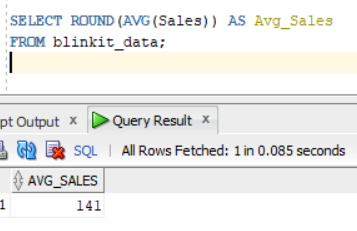 SELECT ROUND(AVG(Sales)) AS Avg_Sales
FROM blinkit_data;
pt Output x Query Result x
SQL | All Rows Fetched: 1 in 0.085 seconds
AVG_SALES
1 141